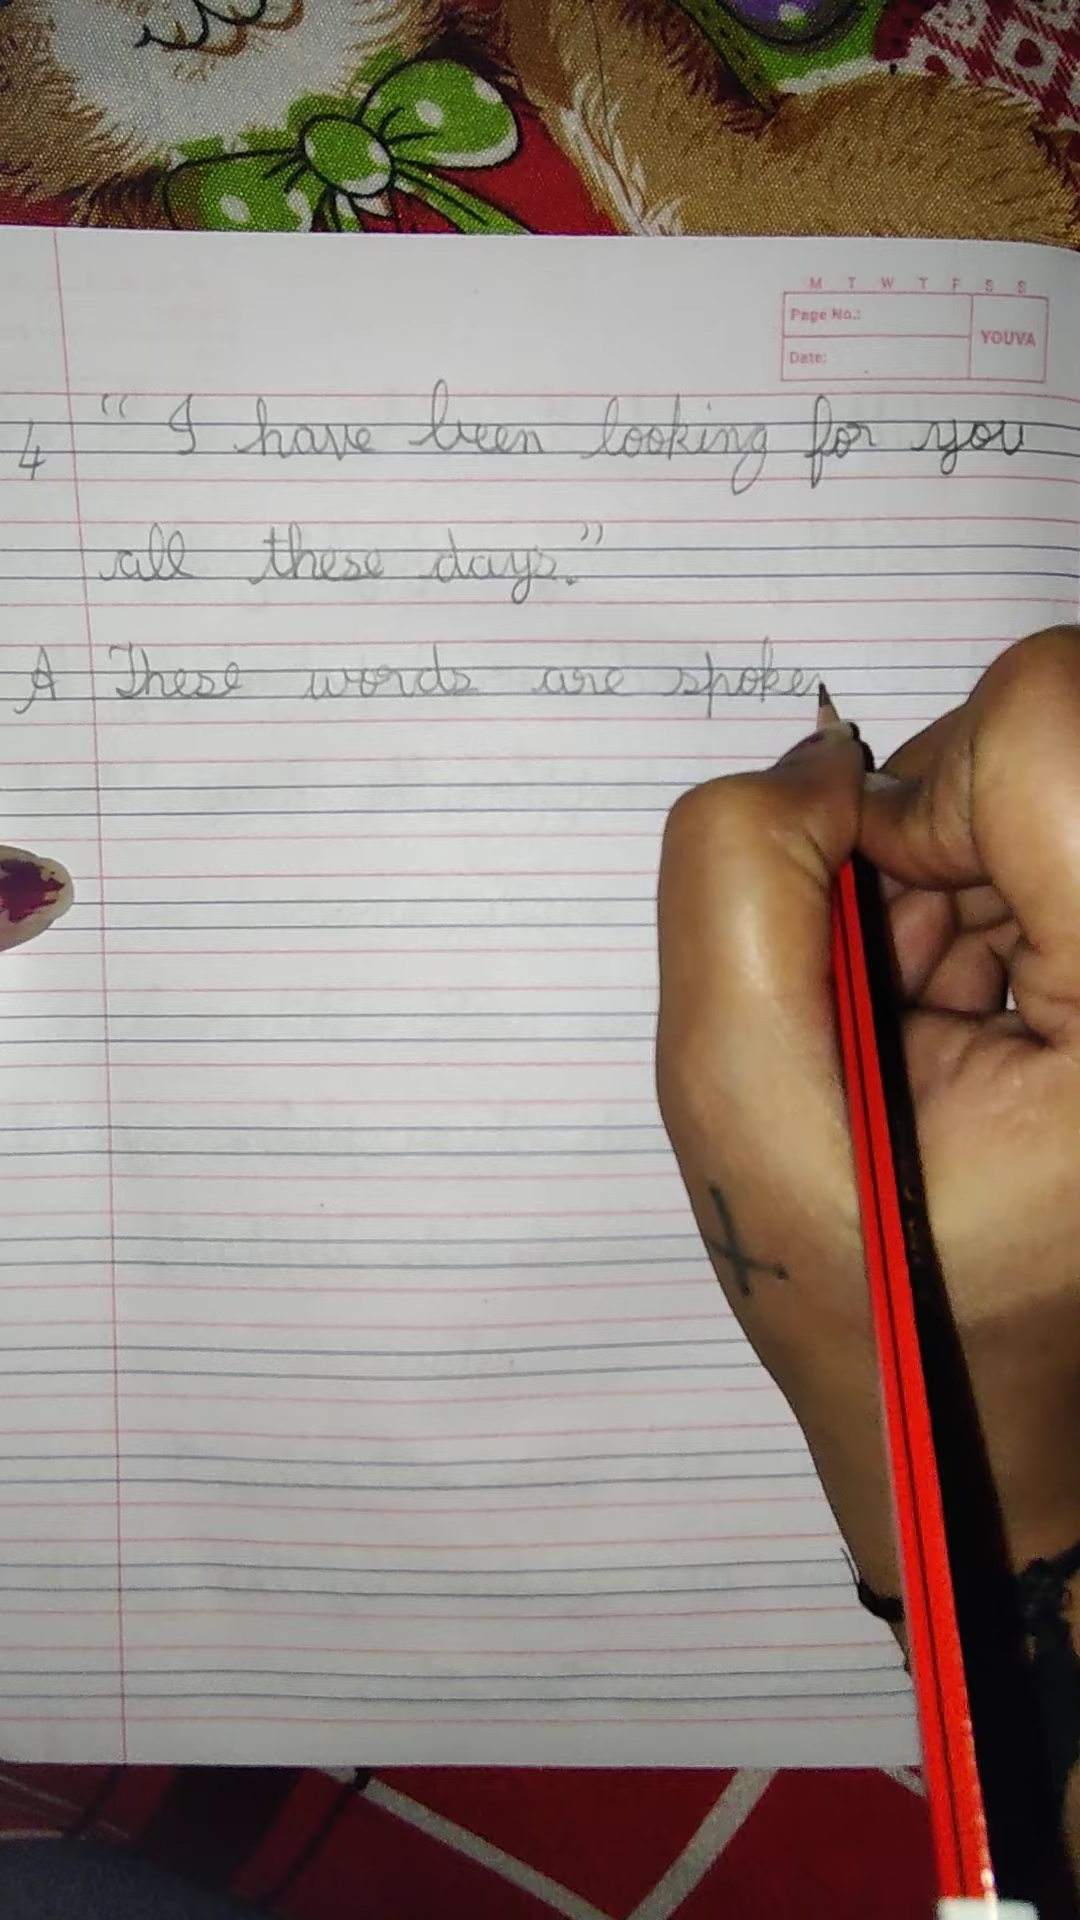 M T W T F S S
Page No.:
YOUVA
Date:
4 “ I have been looking for you
all these days.”
A These words are spoken